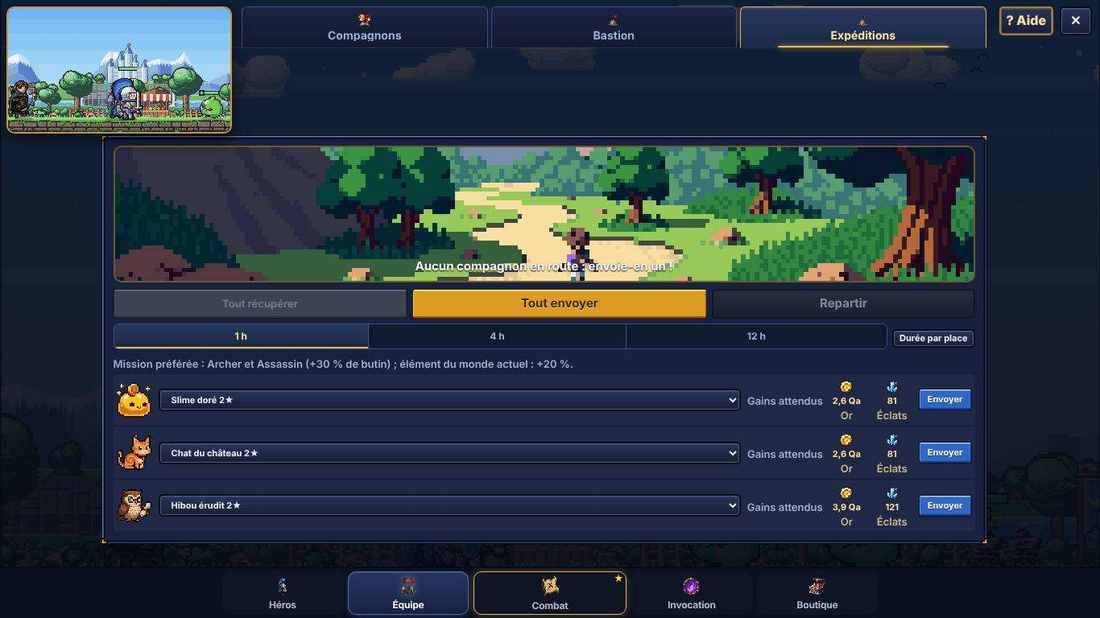 Compagnons
Bastion
Expéditions
? Aide
✕
Aucun compagnon en route : envoie-en un !
Tout récupérer
Tout envoyer
Repartir
1 h
4 h
12 h
Durée par place
Mission préférée : Archer et Assassin (+30 % de butin) ; élément du monde actuel : +20 %.
Slime doré 2★
Gains attendus
2,6 Qa
Or
81
Éclats
Envoyer
Chat du château 2★
Gains attendus
2,6 Qa
Or
81
Éclats
Envoyer
Hibou érudit 2★
Gains attendus
3,9 Qa
Or
121
Éclats
Envoyer
Héros
Équipe
Combat
Invocation
Boutique